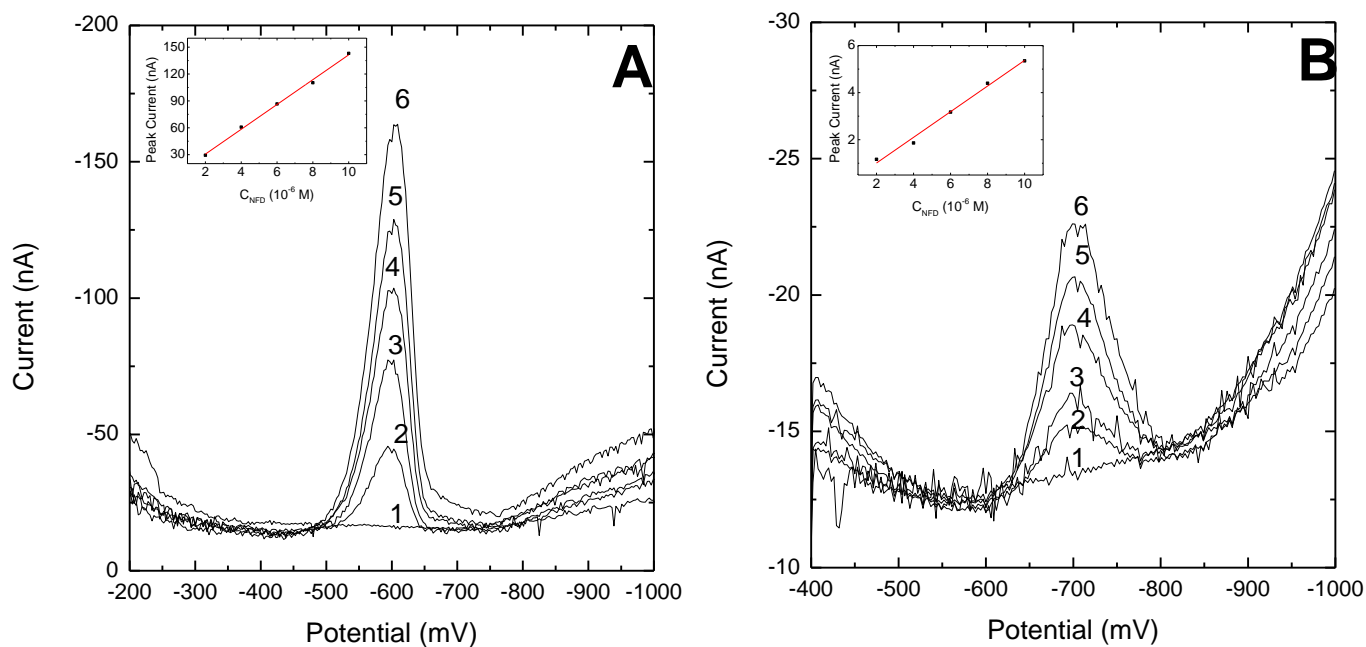 A
-200
-150
-100
-50
0
Current (nA)
-200 -300 -400 -500 -600 -700 -800 -900 -1000
Potential (mV)
150
120
90
60
30
Peak Current (nA)
2 4 6 8 10
C_NFD (10^-6 M)
6
5
4
3
2
1
B
-30
-25
-20
-15
-10
Current (nA)
-400 -500 -600 -700 -800 -900 -1000
Potential (mV)
6
4
2
Peak Current (nA)
2 4 6 8 10
C_NFD (10^-6 M)
6
5
4
3
2
1